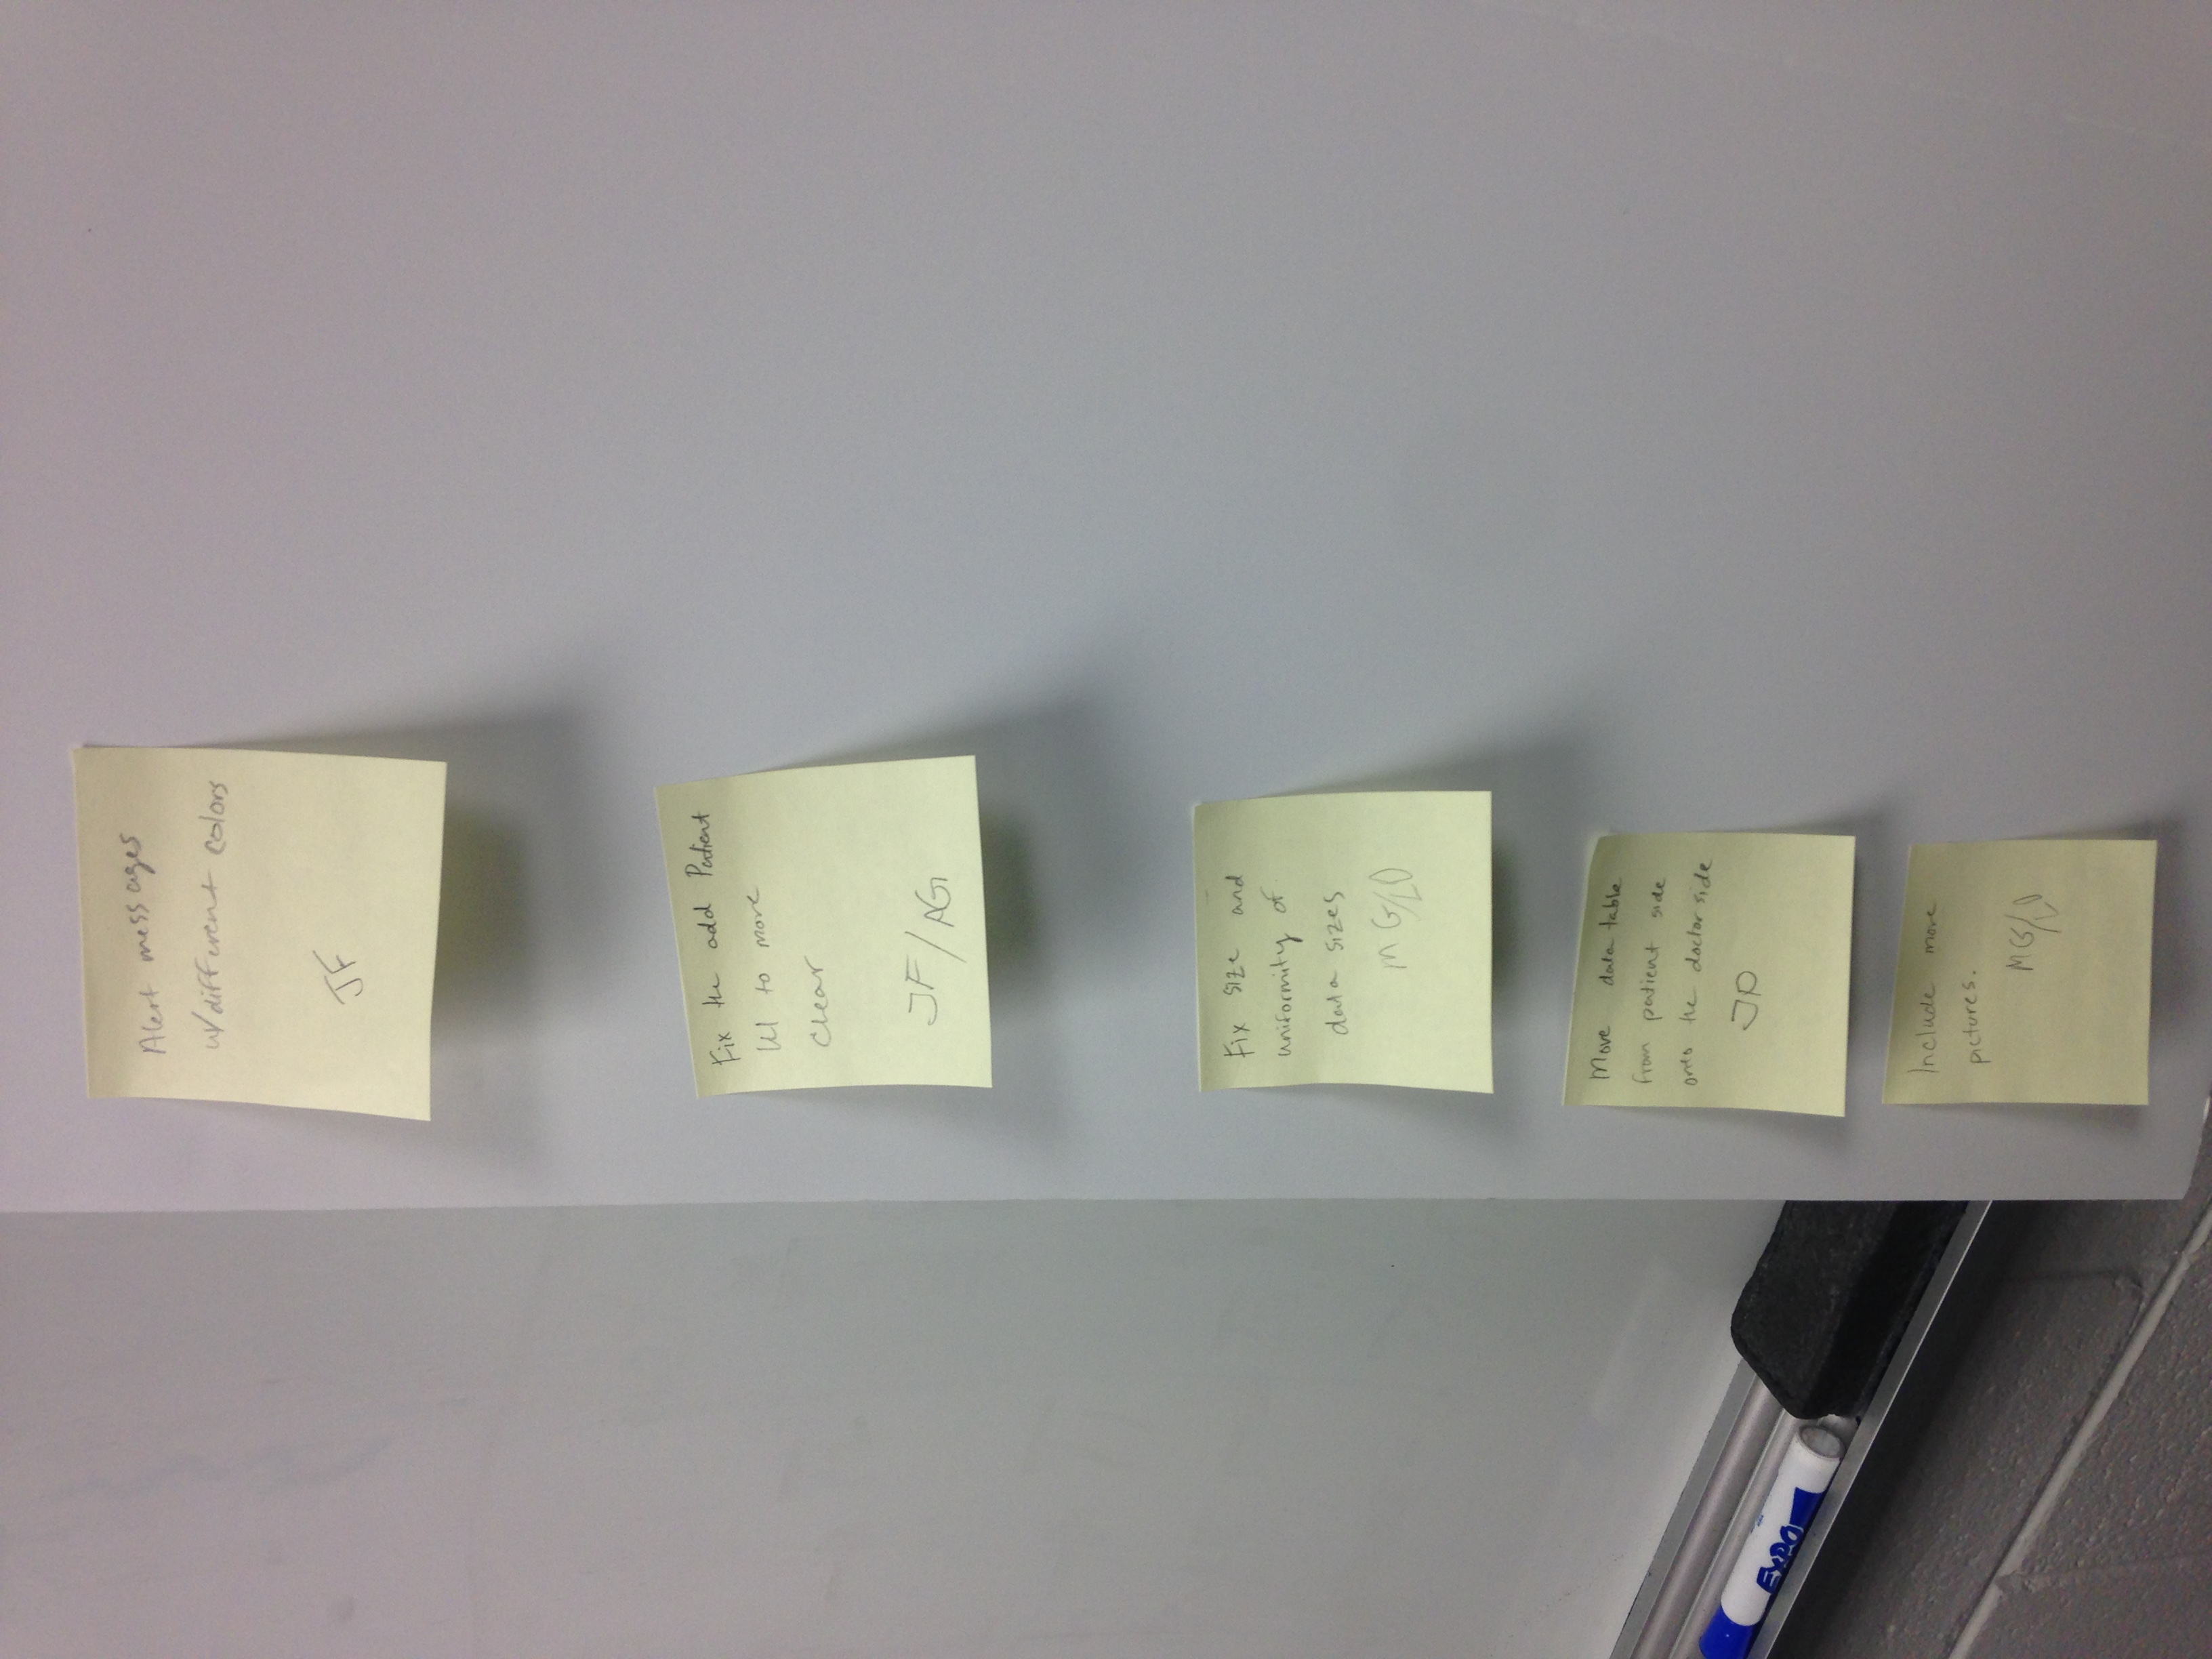 Alert messages
w/different colors
JF
Fix the add Patient
UI to more
clear
JF/AG
Fix size and
uniformity of
data sizes
MG/LD
Move data table
from patient side
onto the doctor side
JD
Include more
pictures.
MG/LD
EXPO